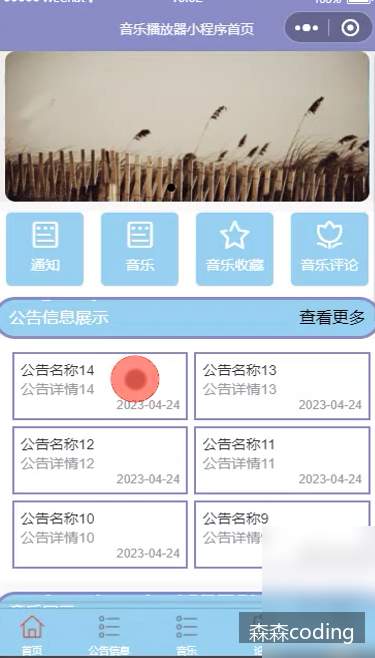 音乐播放器小程序首页
通知
音乐
音乐收藏
音乐评论
公告信息展示
查看更多
公告名称14
公告详情14
2023-04-24
公告名称13
公告详情13
2023-04-24
公告名称12
公告详情12
2023-04-24
公告名称11
公告详情11
2023-04-24
公告名称10
公告详情10
2023-04-24
公告名称9
公告详情
首页
公告信息
音乐
森森coding